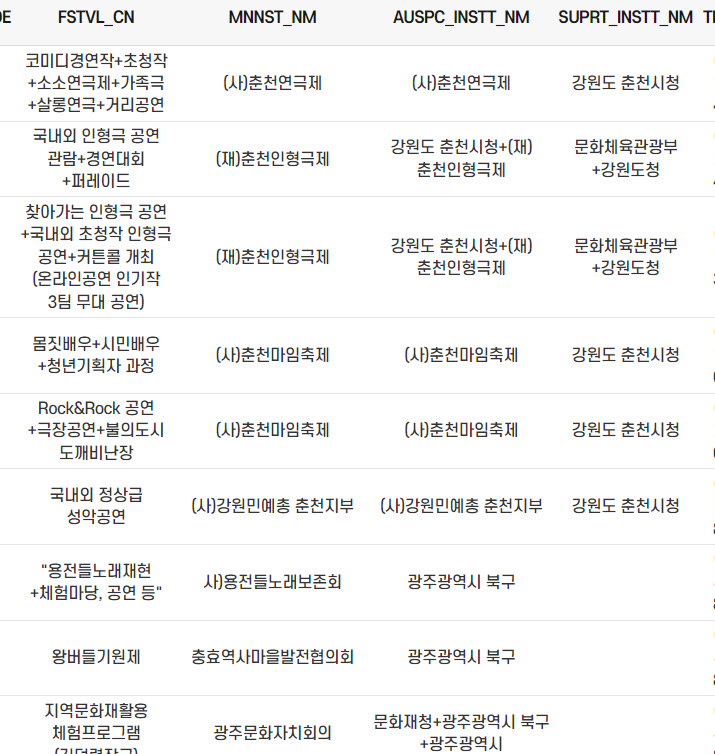 DE FSTVL_CN MNNST_NM AUSPC_INSTT_NM SUPRT_INSTT_NM
코미디경연작+초청작
+소소연극제+가족극
+살롱연극+거리공연
(사)춘천연극제
(사)춘천연극제
강원도 춘천시청
국내외 인형극 공연
관람+경연대회
+퍼레이드
(재)춘천인형극제
강원도 춘천시청+(재)
춘천인형극제
문화체육관광부
+강원도청
찾아가는 인형극 공연
+국내외 초청작 인형극
공연+커튼콜 개최
(온라인공연 인기작
3팀 무대 공연)
(재)춘천인형극제
강원도 춘천시청+(재)
춘천인형극제
문화체육관광부
+강원도청
몸짓배우+시민배우
+청년기획자 과정
(사)춘천마임축제
(사)춘천마임축제
강원도 춘천시청
Rock&Rock 공연
+극장공연+불의도시
도깨비난장
(사)춘천마임축제
(사)춘천마임축제
강원도 춘천시청
국내외 정상급
성악공연
(사)강원민예총 춘천지부
(사)강원민예총 춘천지부
강원도 춘천시청
"용전들노래재현
+체험마당, 공연 등"
사)용전들노래보존회
광주광역시 북구
왕버들기원제
충효역사마을발전협의회
광주광역시 북구
지역문화재활용
체험프로그램
광주문화자치회의
문화재청+광주광역시 북구
+광주광역시